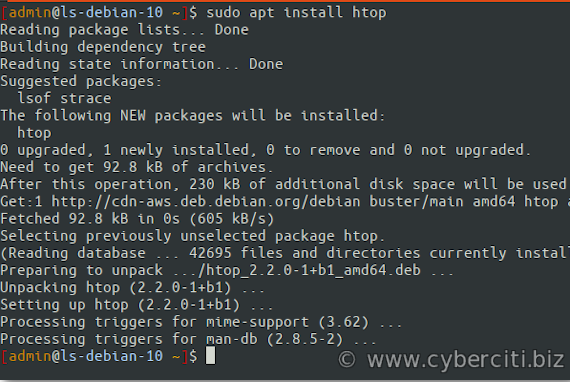 [admin@ls-debian-10 ~]$ sudo apt install htop
Reading package lists... Done
Building dependency tree
Reading state information... Done
Suggested packages:
  lsof strace
The following NEW packages will be installed:
  htop
0 upgraded, 1 newly installed, 0 to remove and 0 not upgraded.
Need to get 92.8 kB of archives.
After this operation, 230 kB of additional disk space will be used
Get:1 http://cdn-aws.deb.debian.org/debian buster/main amd64 htop a
Fetched 92.8 kB in 0s (605 kB/s)
Selecting previously unselected package htop.
(Reading database ... 42695 files and directories currently instal
Preparing to unpack .../htop_2.2.0-1+b1_amd64.deb ...
Unpacking htop (2.2.0-1+b1) ...
Setting up htop (2.2.0-1+b1) ...
Processing triggers for mime-support (3.62) ...
Processing triggers for man-db (2.8.5-2) ...
[admin@ls-debian-10 ~]$
© www.cyberciti.biz